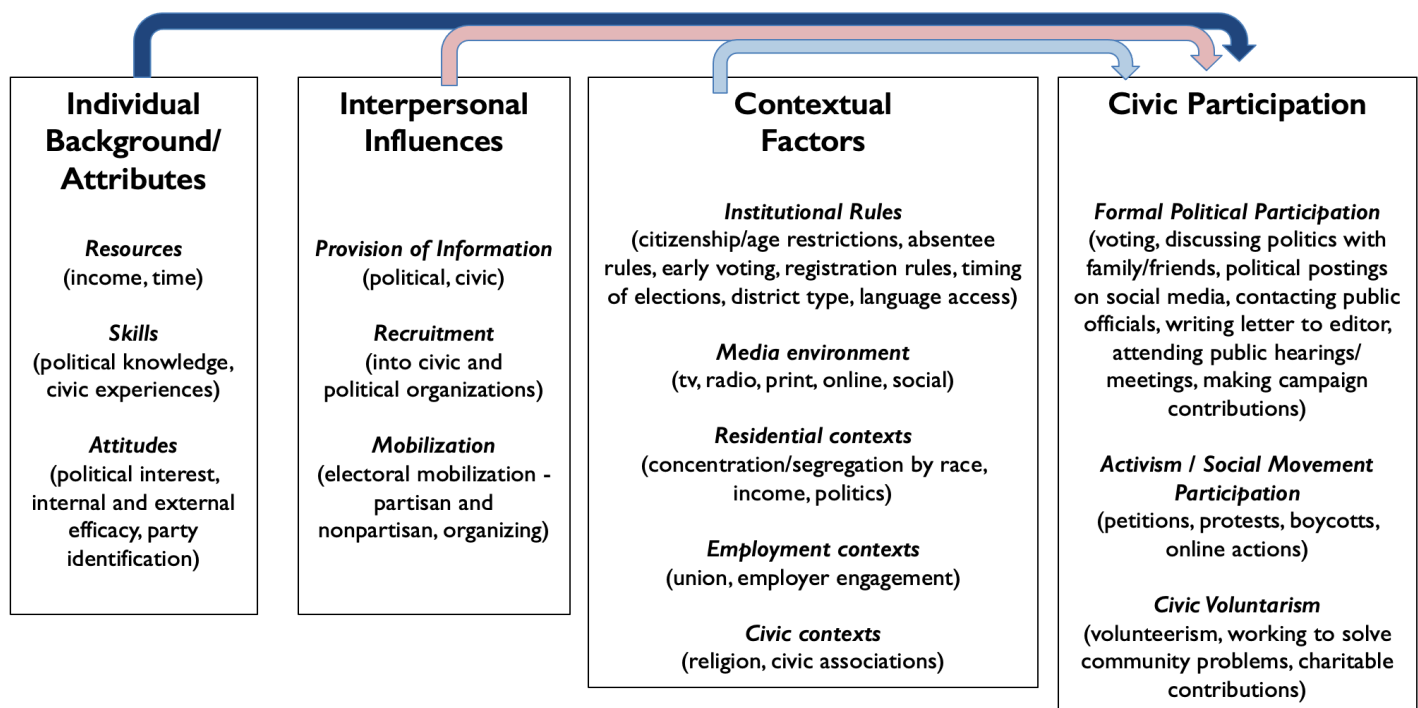 Individual
Background/
Attributes
Resources
(income, time)
Skills
(political knowledge,
civic experiences)
Attitudes
(political interest,
internal and external
efficacy, party
identification)
Interpersonal
Influences
Provision of Information
(political, civic)
Recruitment
(into civic and
political organizations)
Mobilization
(electoral mobilization -
partisan and
nonpartisan, organizing)
Contextual
Factors
Institutional Rules
(citizenship/age restrictions, absentee
rules, early voting, registration rules, timing
of elections, district type, language access)
Media environment
(tv, radio, print, online, social)
Residential contexts
(concentration/segregation by race,
income, politics)
Employment contexts
(union, employer engagement)
Civic contexts
(religion, civic associations)
Civic Participation
Formal Political Participation
(voting, discussing politics with
family/friends, political postings
on social media, contacting public
officials, writing letter to editor,
attending public hearings/
meetings, making campaign
contributions)
Activism / Social Movement
Participation
(petitions, protests, boycotts,
online actions)
Civic Voluntarism
(volunteerism, working to solve
community problems, charitable
contributions)